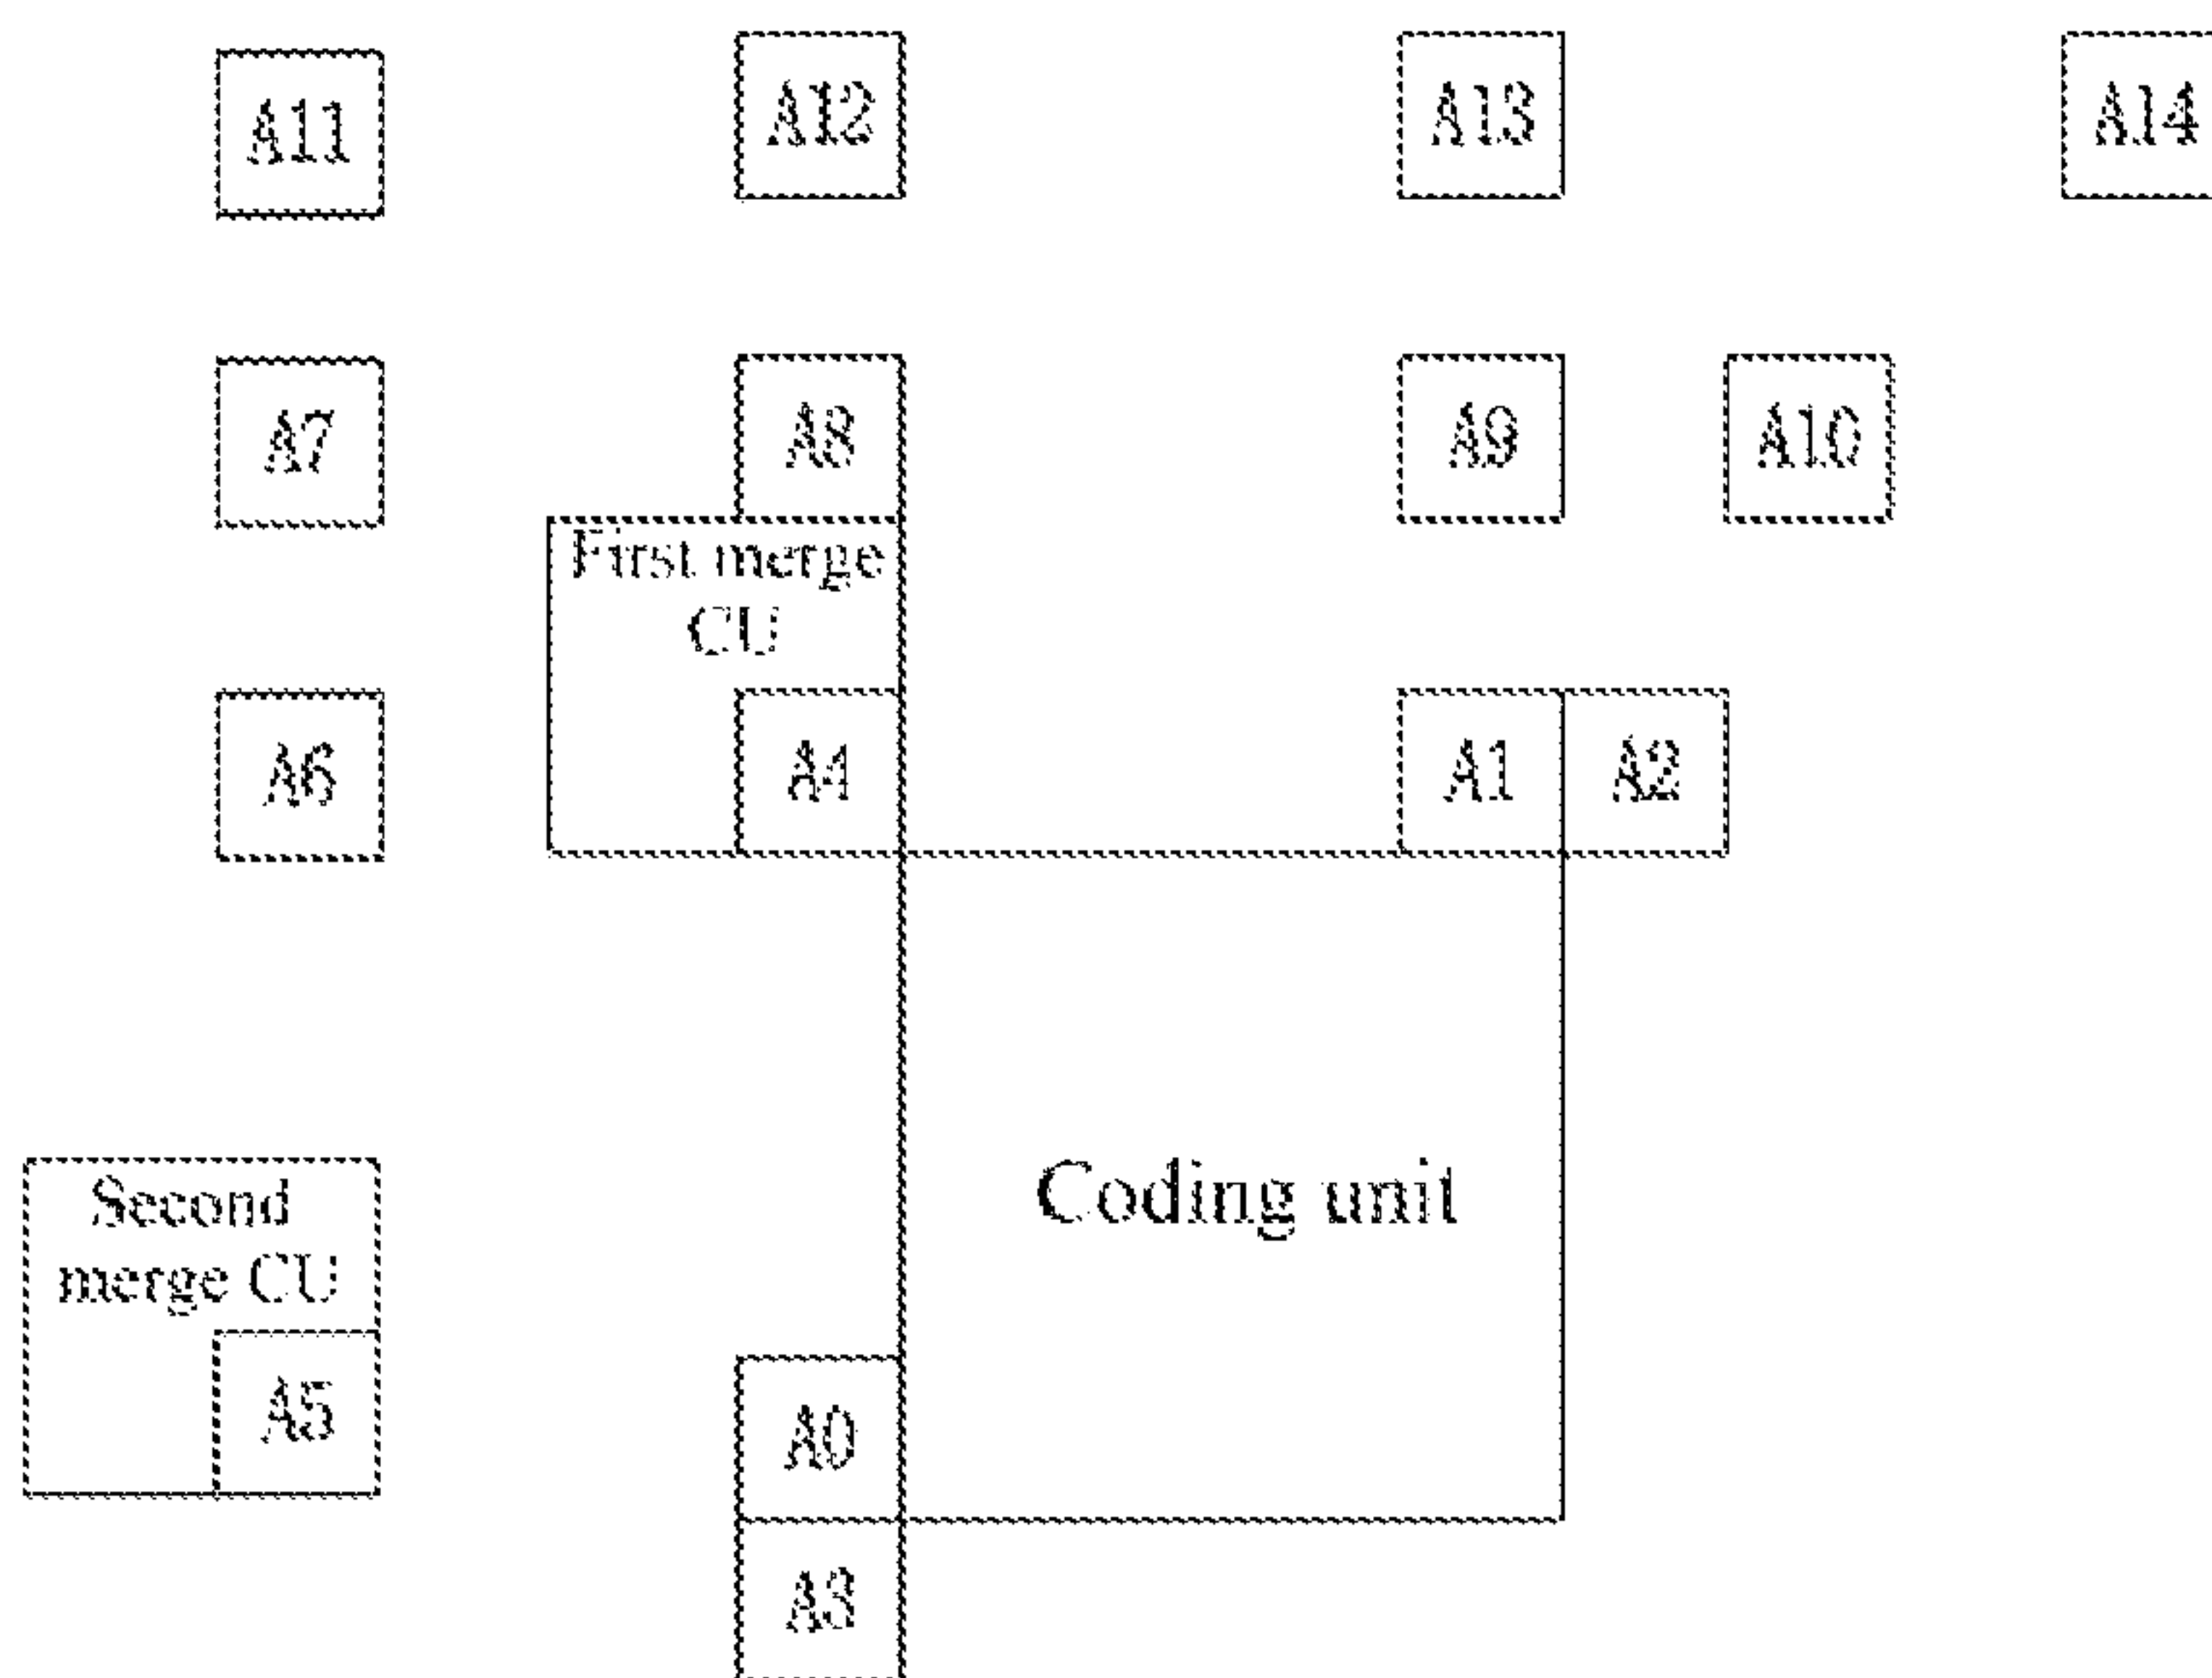 A11
A12
A13
A14
A7
A8
A9
A10
First merge
CU
A6
A4
A1
A2
Second
merge CU
Coding unit
A5
A0
A3